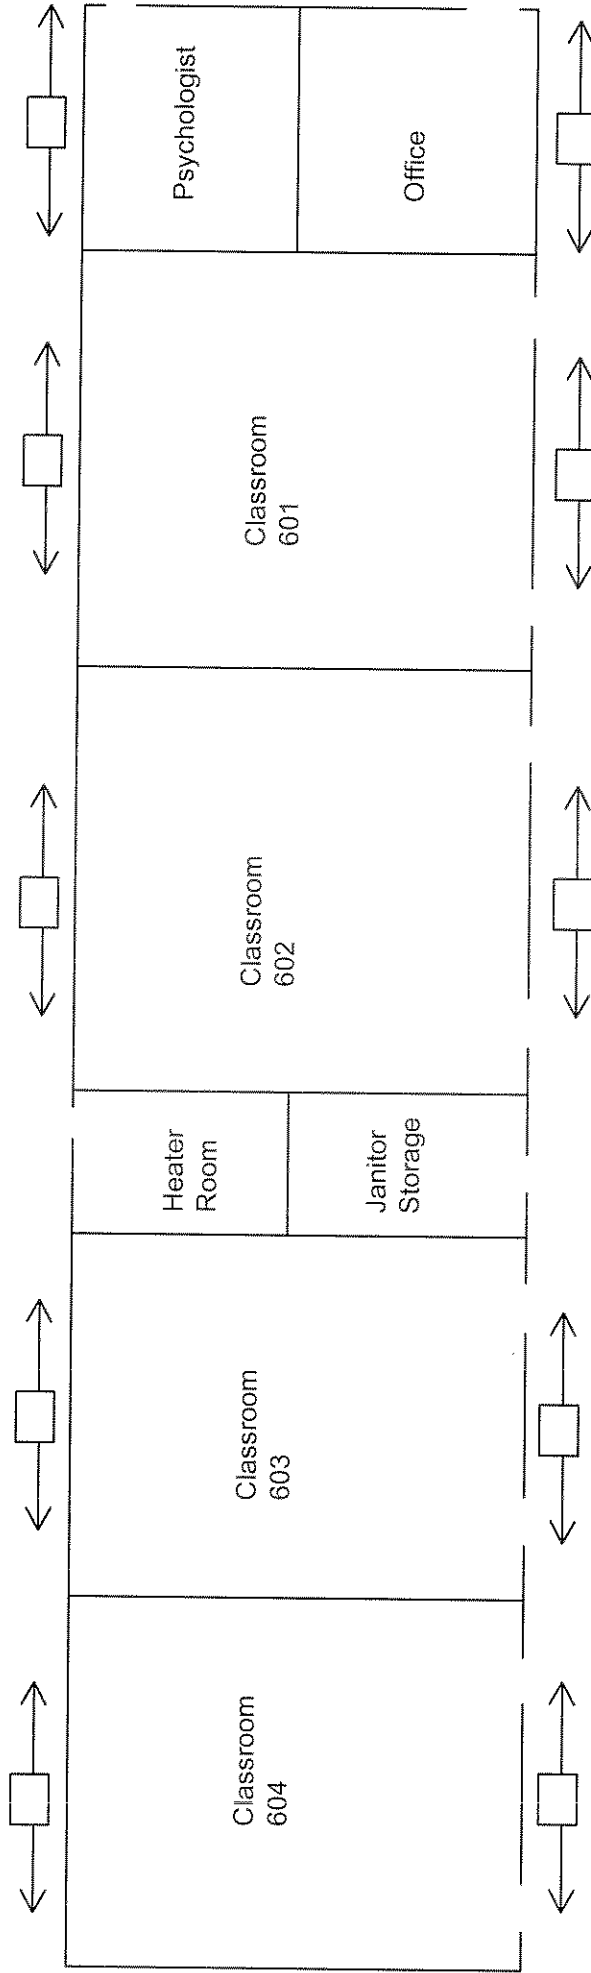 Psychologist
Office
Classroom
601
Classroom
602
Heater
Room
Janitor
Storage
Classroom
603
Classroom
604